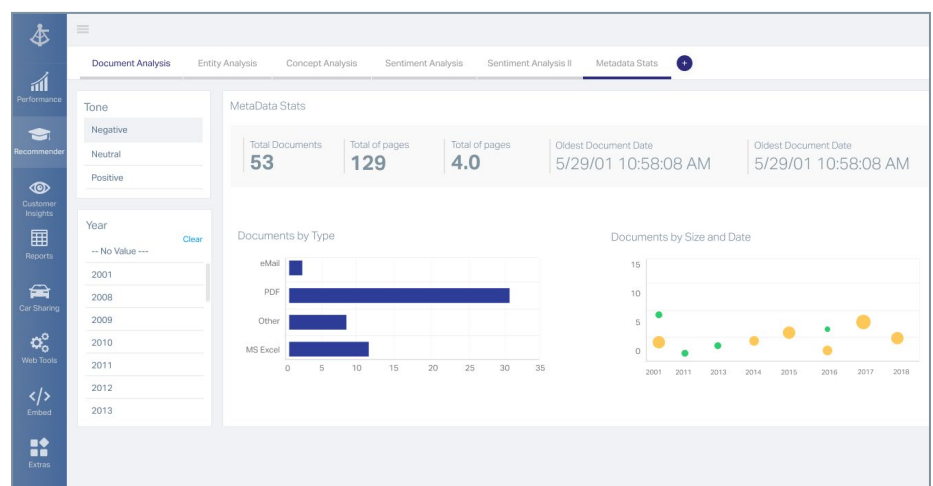 Document Analysis
Entity Analysis
Concept Analysis
Sentiment Analysis
Sentiment Analysis II
Metadata Stats
+
Performance
Recommender
Customer
Insights
Reports
Car Sharing
Web Tools
</>
Embed
Extras
Tone
Negative
Neutral
Positive
Year
Clear
-- No Value ---
2001
2008
2009
2010
2011
2012
2013
MetaData Stats
Total Documents
53
Total of pages
129
Total of pages
4.0
Oldest Document Date
5/29/01 10:58:08 AM
Oldest Document Date
5/29/01 10:58:08 AM
Documents by Type
eMail
PDF
Other
MS Excel
0 5 10 15 20 25 30 35
Documents by Size and Date
15
10
5
0
2001 2011 2013 2014 2015 2016 2017 2018